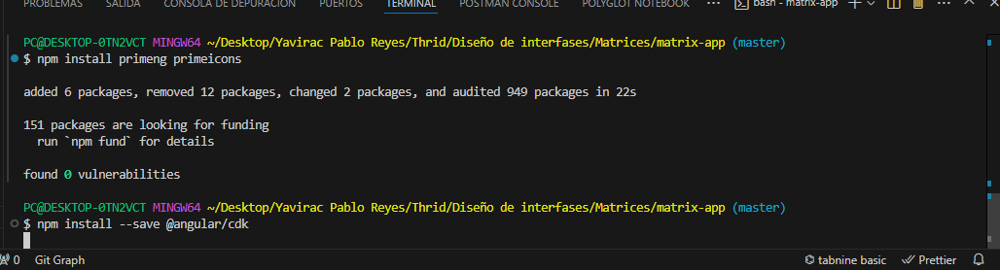 PROBLEMAS SALIDA CONSOLA DE DEPURACIÓN PUERTOS TERMINAL POSTMAN CONSOLE POLYGLOT NOTEBOOK ... bash - matrix-app
PC@DESKTOP-0TN2VCT MINGW64 ~/Desktop/Yavirac Pablo Reyes/Thrid/Diseño de interfases/Matrices/matrix-app (master)
$ npm install primeng primeicons
added 6 packages, removed 12 packages, changed 2 packages, and audited 949 packages in 22s
151 packages are looking for funding
run `npm fund` for details
found 0 vulnerabilities
PC@DESKTOP-0TN2VCT MINGW64 ~/Desktop/Yavirac Pablo Reyes/Thrid/Diseño de interfases/Matrices/matrix-app (master)
$ npm install --save @angular/cdk
0 Git Graph tabnine basic Prettier